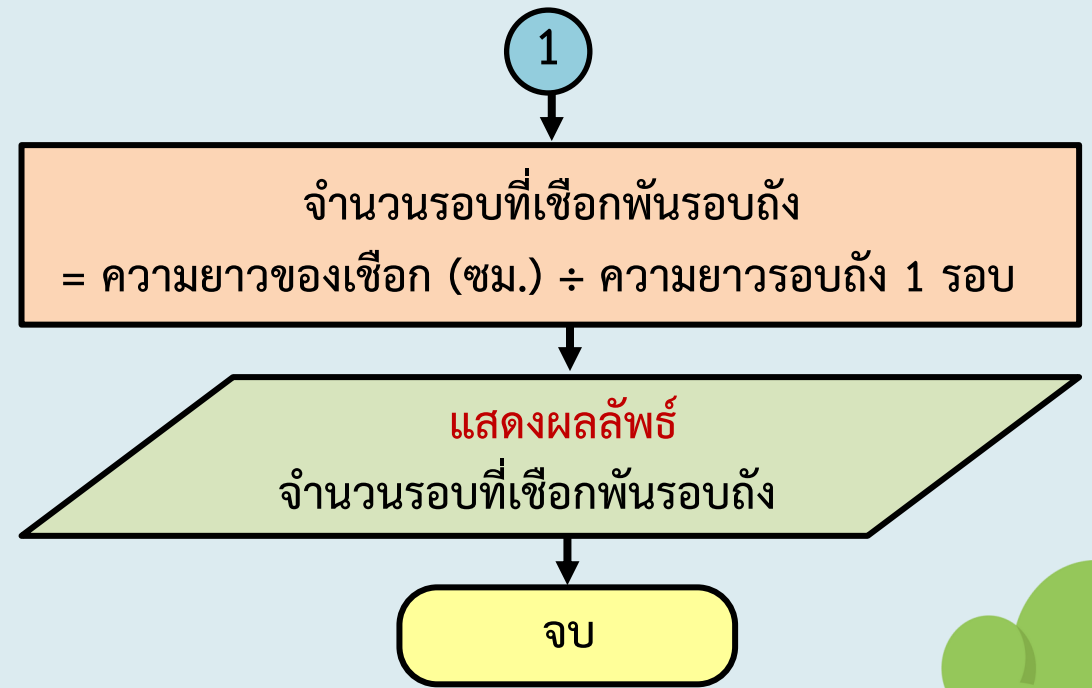 1
จำนวนรอบที่เชือกพันรอบถัง
= ความยาวของเชือก (ซม.) ÷ ความยาวรอบถัง 1 รอบ
แสดงผลลัพธ์
จำนวนรอบที่เชือกพันรอบถัง
จบ